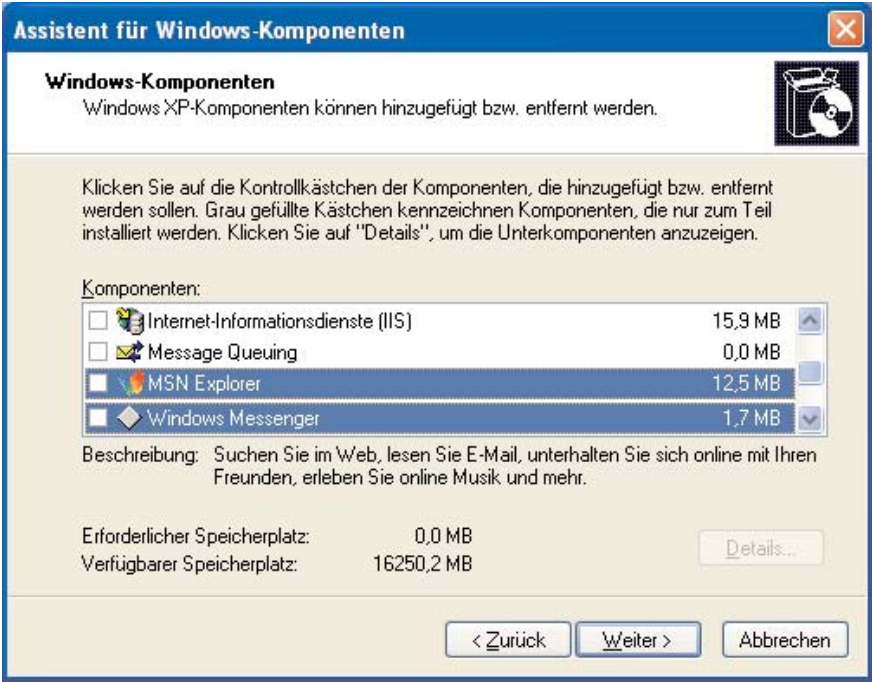 Assistent für Windows-Komponenten
Windows-Komponenten
Windows XP-Komponenten können hinzugefügt bzw. entfernt werden.
Klicken Sie auf die Kontrollkästchen der Komponenten, die hinzugefügt bzw. entfernt
werden sollen. Grau gefüllte Kästchen kennzeichnen Komponenten, die nur zum Teil
installiert werden. Klicken Sie auf "Details", um die Unterkomponenten anzuzeigen.
Komponenten:
Internet-Informationsdienste (IIS) 15,9 MB
Message Queuing 0,0 MB
MSN Explorer 12,5 MB
Windows Messenger 1,7 MB
Beschreibung: Suchen Sie im Web, lesen Sie E-Mail, unterhalten Sie sich online mit Ihren
Freunden, erleben Sie online Musik und mehr.
Erforderlicher Speicherplatz: 0,0 MB
Verfügbarer Speicherplatz: 16250,2 MB
Details...
< Zurück Weiter > Abbrechen